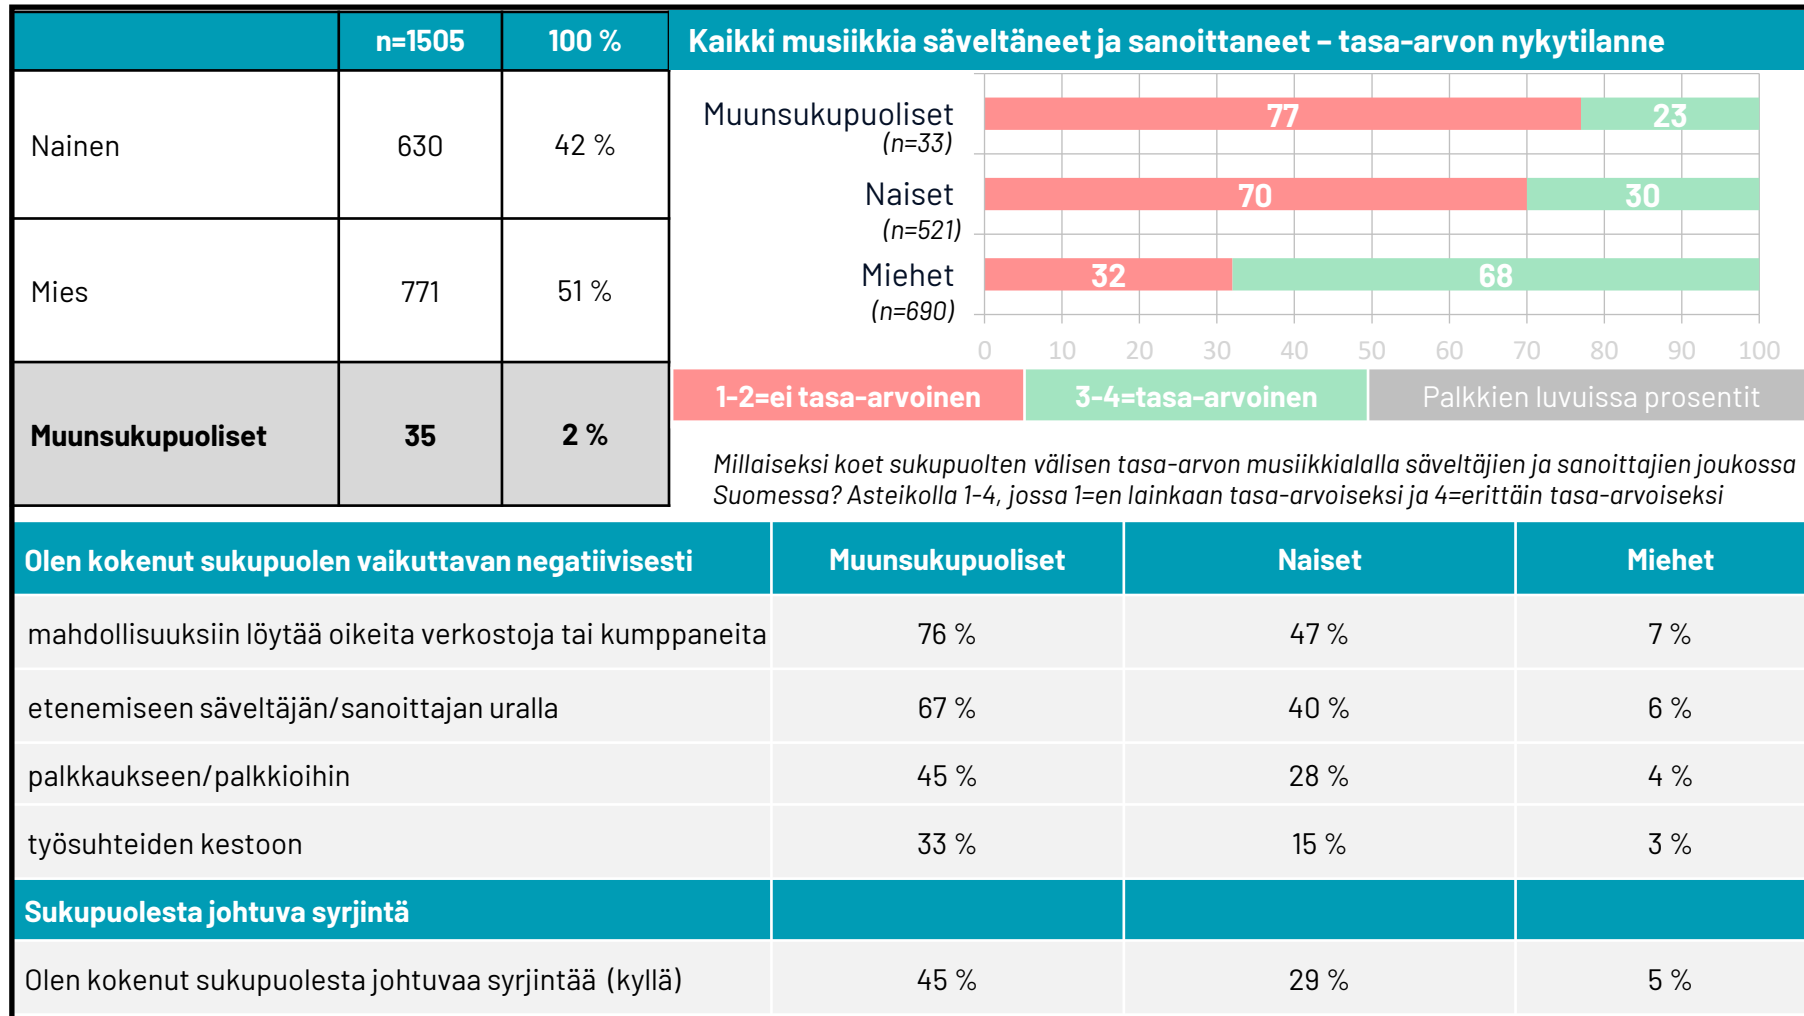 n=1505 100 %
Nainen 630 42 %
Mies 771 51 %
Muunsukupuoliset 35 2 %
Kaikki musiikkia säveltäneet ja sanoittaneet – tasa-arvon nykytilanne
Muunsukupuoliset 77 23
(n=33)
Naiset 70 30
(n=521)
Miehet 32 68
(n=690)
0 10 20 30 40 50 60 70 80 90 100
1-2=ei tasa-arvoinen 3-4=tasa-arvoinen Palkkien luvuissa prosentit
Millaiseksi koet sukupuolten välisen tasa-arvon musiikkialalla säveltäjien ja sanoittajien joukossa
Suomessa? Asteikolla 1-4, jossa 1=en lainkaan tasa-arvoiseksi ja 4=erittäin tasa-arvoiseksi
Olen kokenut sukupuolen vaikuttavan negatiivisesti Muunsukupuoliset Naiset Miehet
mahdollisuuksiin löytää oikeita verkostoja tai kumppaneita 76 % 47 % 7 %
etenemiseen säveltäjän/sanoittajan uralla 67 % 40 % 6 %
palkkaukseen/palkkioihin 45 % 28 % 4 %
työsuhteiden kestoon 33 % 15 % 3 %
Sukupuolesta johtuva syrjintä
Olen kokenut sukupuolesta johtuvaa syrjintää (kyllä) 45 % 29 % 5 %